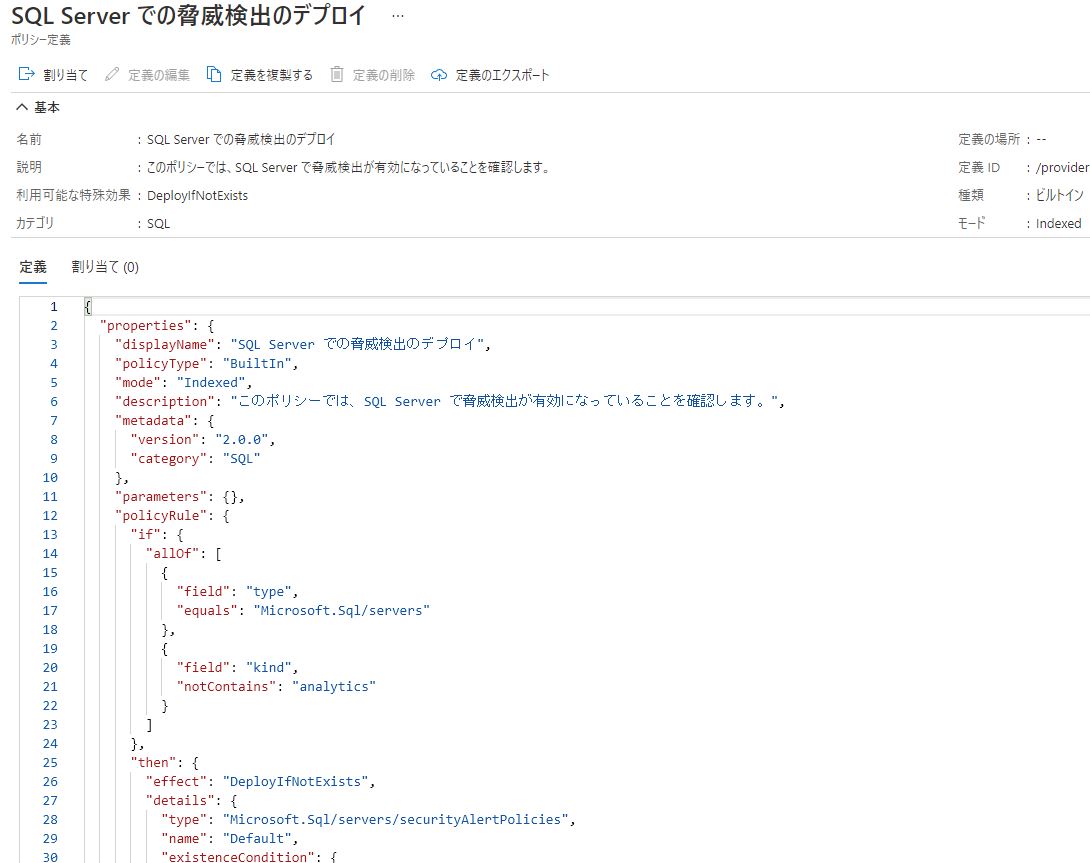 SQL Server での脅威検出のデプロイ ...
ポリシー定義
割り当て 定義の編集 定義を複製する 定義の削除 定義のエクスポート
基本
名前 : SQL Server での脅威検出のデプロイ 定義の場所 : --
説明 : このポリシーでは、SQL Server で脅威検出が有効になっていることを確認します。 定義 ID : /provider
利用可能な特殊効果 : DeployIfNotExists 種類 : ビルトイン
カテゴリ : SQL モード : Indexed
定義 割り当て (0)
1 {
2 "properties": {
3 "displayName": "SQL Server での脅威検出のデプロイ",
4 "policyType": "BuiltIn",
5 "mode": "Indexed",
6 "description": "このポリシーでは、SQL Server で脅威検出が有効になっていることを確認します。",
7 "metadata": {
8 "version": "2.0.0",
9 "category": "SQL"
10 },
11 "parameters": {},
12 "policyRule": {
13 "if": {
14 "allOf": [
15 {
16 "field": "type",
17 "equals": "Microsoft.Sql/servers"
18 },
19 {
20 "field": "kind",
21 "notContains": "analytics"
22 }
23 ]
24 },
25 "then": {
26 "effect": "DeployIfNotExists",
27 "details": {
28 "type": "Microsoft.Sql/servers/securityAlertPolicies",
29 "name": "Default",
30 "existenceCondition": {